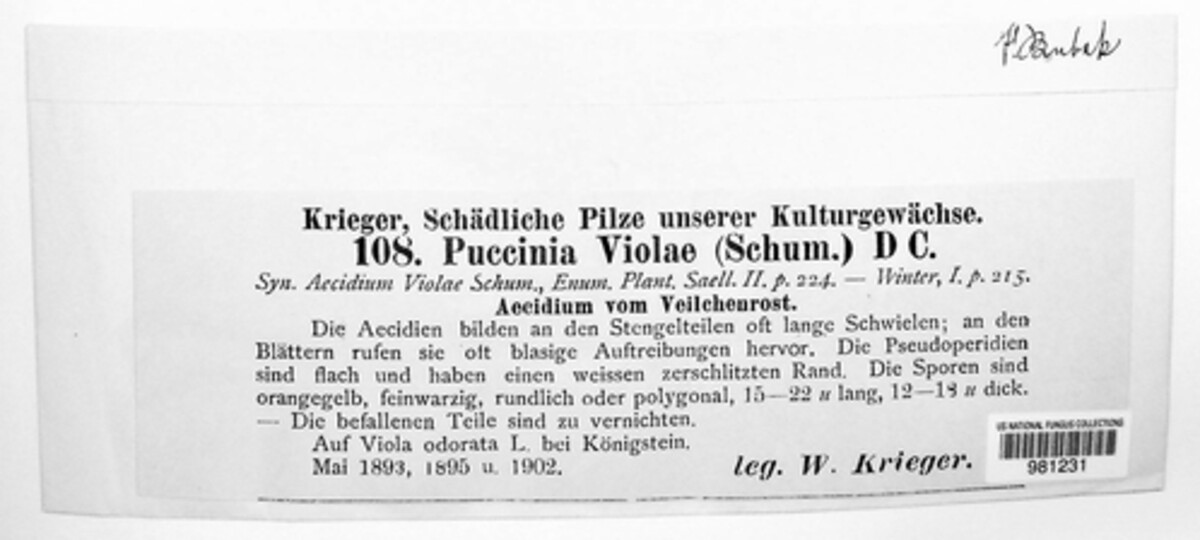 Bubak
Krieger, Schädliche Pilze unserer Kulturgewächse.
108. Puccinia Violae (Schum.) D C.
Syn. Aecidium Violae Schum., Enum. Plant. Saell. II. p. 224. — Winter, I. p. 215.
Aecidium vom Veilchenrost.
Die Aecidien bilden an den Stengelteilen oft lange Schwielen; an den
Blättern rufen sie oft blasige Auftreibungen hervor. Die Pseudoperidien
sind flach und haben einen weissen zerschlitzten Rand. Die Sporen sind
orangegelb, feinwarzig, rundlich oder polygonal, 15—22 µ lang, 12—18 µ dick.
— Die befallenen Teile sind zu vernichten.
Auf Viola odorata L. bei Königstein.
Mai 1893, 1895 u. 1902.
leg. W. Krieger.
US NATIONAL FUNGUS COLLECTIONS
981231